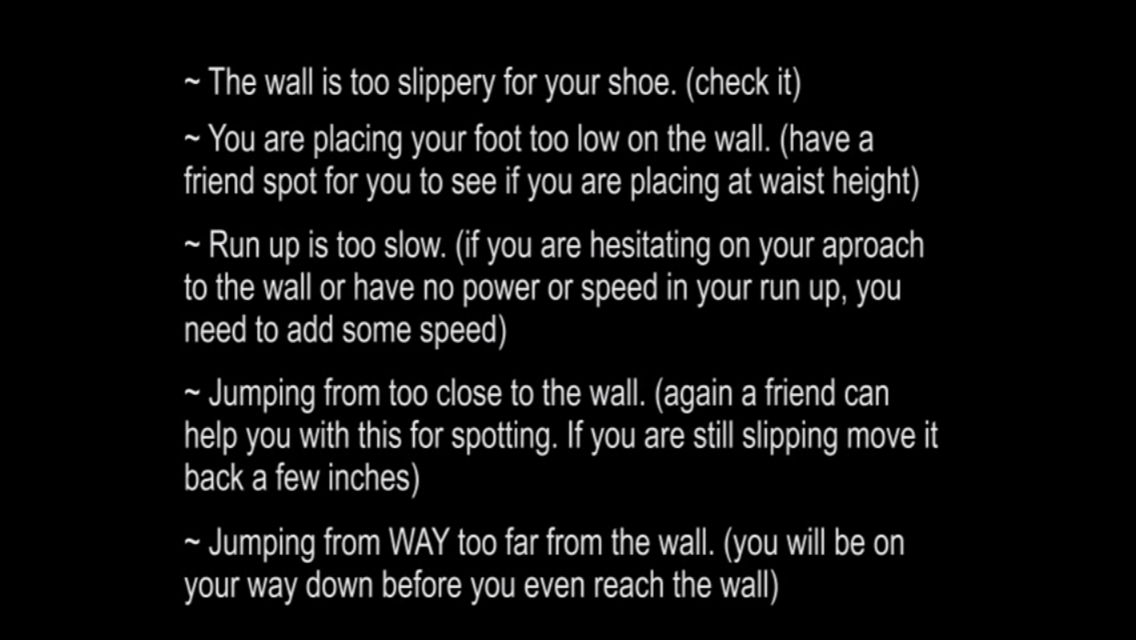 ~ The wall is too slippery for your shoe. (check it)
~ You are placing your foot too low on the wall. (have a
friend spot for you to see if you are placing at waist height)
~ Run up is too slow. (if you are hesitating on your aproach
to the wall or have no power or speed in your run up, you
need to add some speed)
~ Jumping from too close to the wall. (again a friend can
help you with this for spotting. If you are still slipping move it
back a few inches)
~ Jumping from WAY too far from the wall. (you will be on
your way down before you even reach the wall)